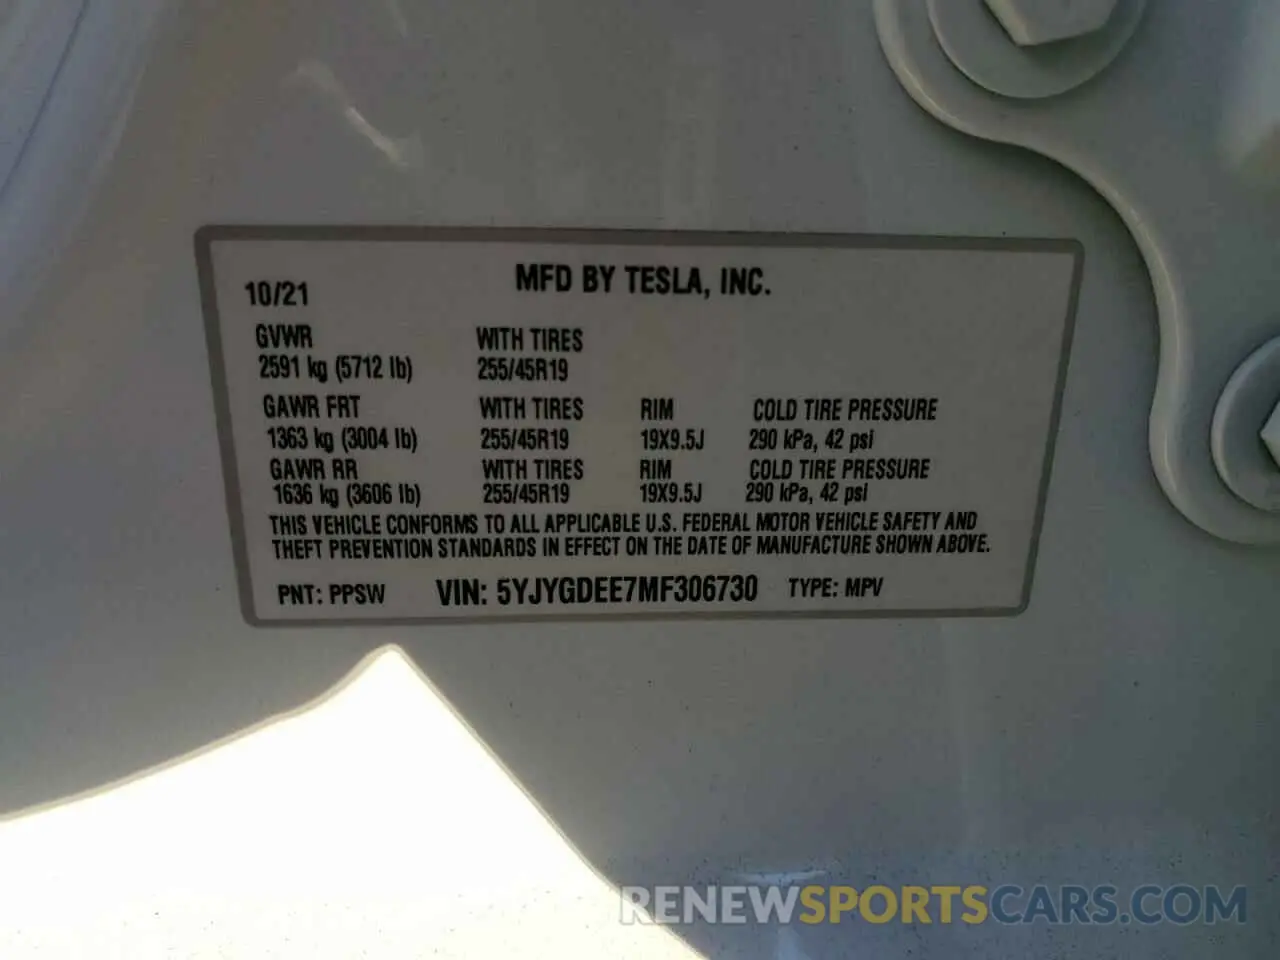 10/21 MFD BY TESLA, INC.
GVWR WITH TIRES
2591 kg (5712 lb) 255/45R19
GAWR FRT WITH TIRES RIM COLD TIRE PRESSURE
1363 kg (3004 lb) 255/45R19 19X9.5J 290 kPa, 42 psi
GAWR RR WITH TIRES RIM COLD TIRE PRESSURE
1636 kg (3606 lb) 255/45R19 19X9.5J 290 kPa, 42 psi
THIS VEHICLE CONFORMS TO ALL APPLICABLE U.S. FEDERAL MOTOR VEHICLE SAFETY AND
THEFT PREVENTION STANDARDS IN EFFECT ON THE DATE OF MANUFACTURE SHOWN ABOVE.
PNT: PPSW VIN: 5YJYGDEE7MF306730 TYPE: MPV
RENEWSPORTSCARS.COM